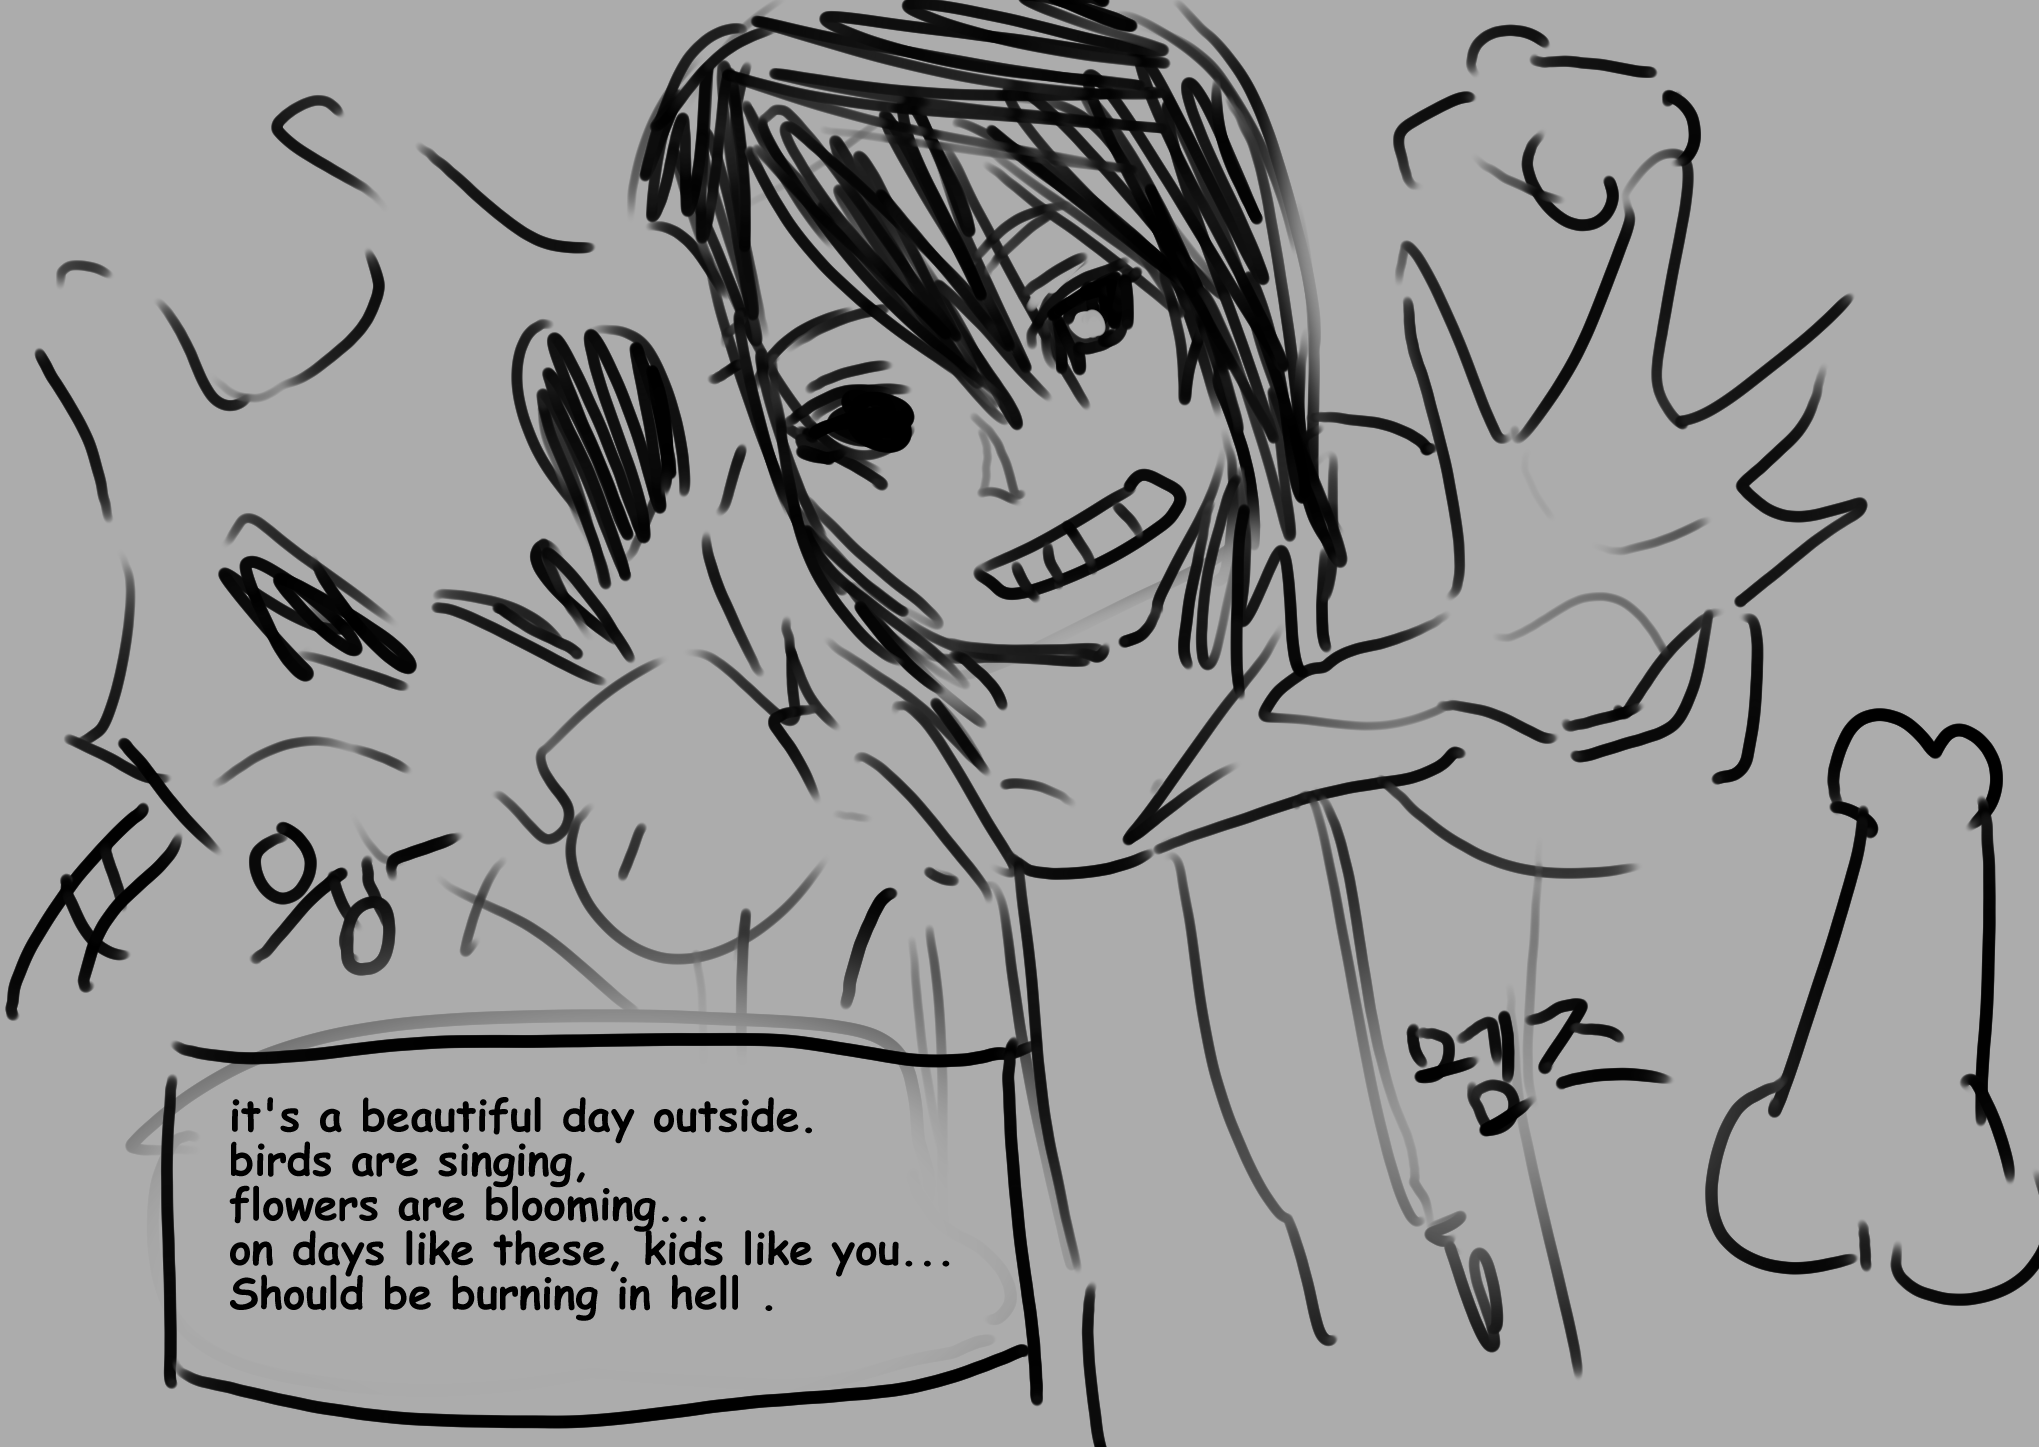 it's a beautiful day outside.
birds are singing,
flowers are blooming...
on days like these, kids like you...
Should be burning in hell .